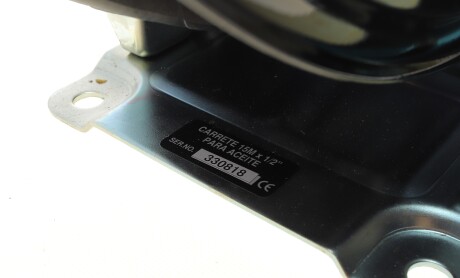 CARRETE 15M x 1/2"
PARA ACEITE
SER.NO. 330818 CE